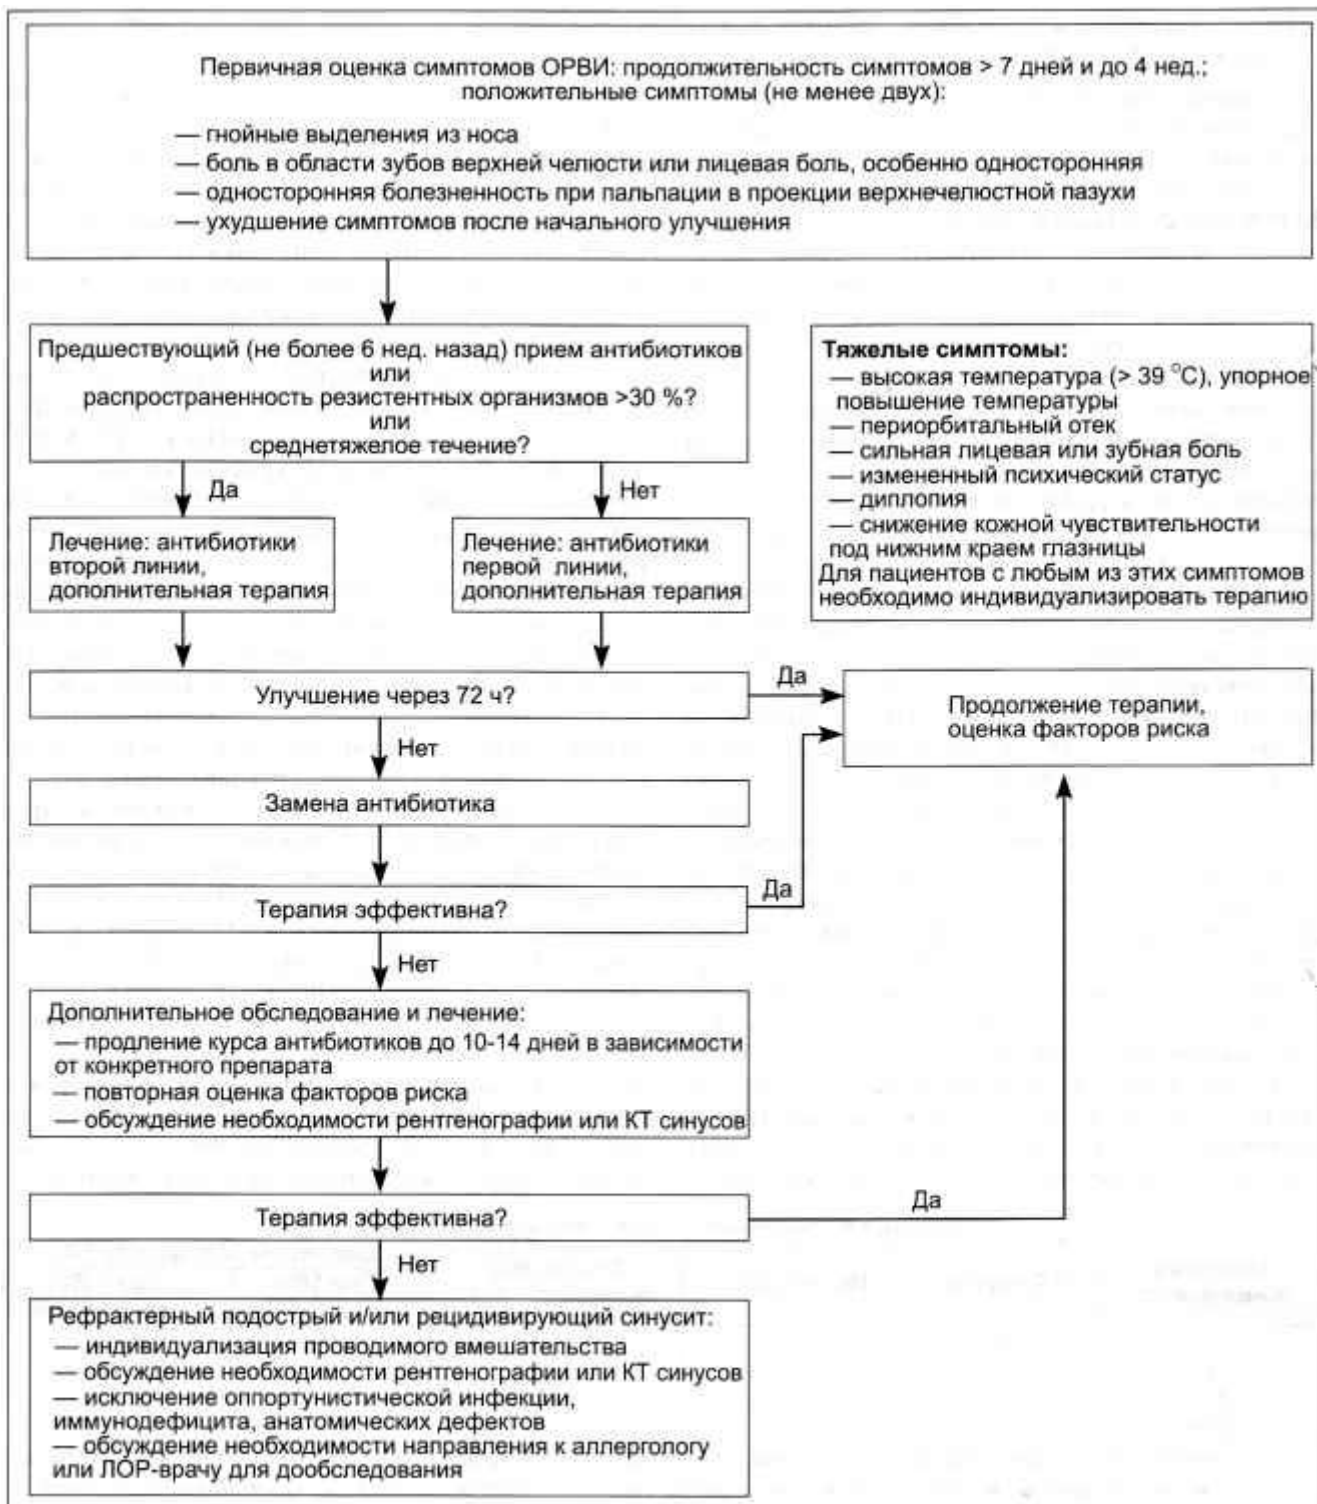 Первичная оценка симптомов ОРВИ: продолжительность симптомов > 7 дней и до 4 нед.;
положительные симптомы (не менее двух):
— гнойные выделения из носа
— боль в области зубов верхней челюсти или лицевая боль, особенно односторонняя
— односторонняя болезненность при пальпации в проекции верхнечелюстной пазухи
— ухудшение симптомов после начального улучшения
Предшествующий (не более 6 нед. назад) прием антибиотиков
или
распространенность резистентных организмов >30 %?
или
среднетяжелое течение?
Тяжелые симптомы:
— высокая температура (> 39 °С), упорное
повышение температуры
— периорбитальный отек
— сильная лицевая или зубная боль
— измененный психический статус
— диплопия
— снижение кожной чувствительности
под нижним краем глазницы
Для пациентов с любым из этих симптомов
необходимо индивидуализировать терапию
Да
Нет
Лечение: антибиотики
второй линии,
дополнительная терапия
Лечение: антибиотики
первой линии,
дополнительная терапия
Улучшение через 72 ч?
Да
Продолжение терапии,
оценка факторов риска
Нет
Замена антибиотика
Терапия эффективна?
Да
Нет
Дополнительное обследование и лечение:
— продление курса антибиотиков до 10-14 дней в зависимости
от конкретного препарата
— повторная оценка факторов риска
— обсуждение необходимости рентгенографии или КТ синусов
Терапия эффективна?
Да
Нет
Рефрактерный подострый и/или рецидивирующий синусит:
— индивидуализация проводимого вмешательства
— обсуждение необходимости рентгенографии или КТ синусов
— исключение оппортунистической инфекции,
иммунодефицита, анатомических дефектов
— обсуждение необходимости направления к аллергологу
или ЛОР-врачу для дообследования